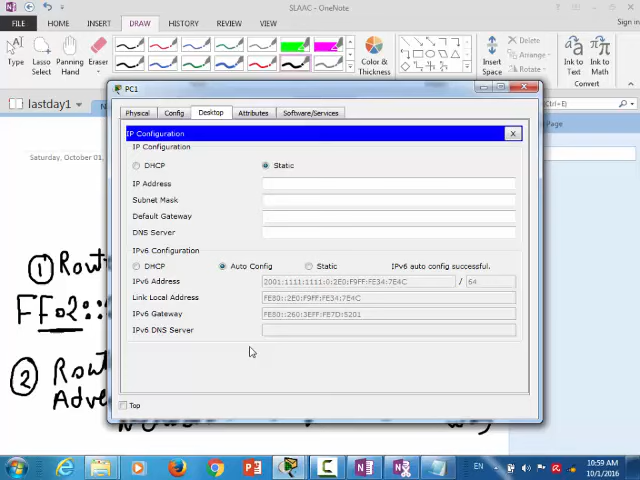 SLAAC - OneNote
FILE HOME INSERT DRAW HISTORY REVIEW VIEW
Sign in
Type
Lasso Select
Panning Hand
Eraser
Color & Thickness
Insert Space
Delete
Arrange
Rotate
Ink to Text
Ink to Math
lastday1
Ctrl+E)
Page
Saturday, October 01,
PC1
Physical Config Desktop Attributes Software/Services
IP Configuration X
IP Configuration
DHCP Static
IP Address
Subnet Mask
Default Gateway
DNS Server
IPv6 Configuration
DHCP Auto Config Static IPv6 auto config successful.
IPv6 Address 2001:1111:1111:0:2E0:F9FF:FE34:7E4C / 64
Link Local Address FE80::2E0:F9FF:FE34:7E4C
IPv6 Gateway FE80::260:3EFF:FE7D:5201
IPv6 DNS Server
Top
① Rout
FF02::
② Rout
Adve
EN 10:59 AM
10/1/2016